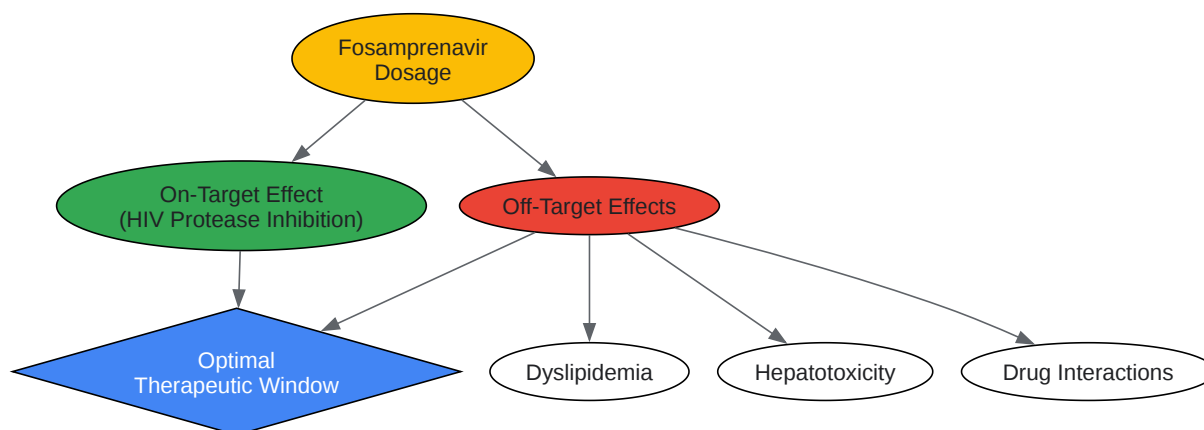 Fosamprenavir
Dosage
On-Target Effect
(HIV Protease Inhibition)
Off-Target Effects
Optimal
Therapeutic Window
Dyslipidemia
Hepatotoxicity
Drug Interactions